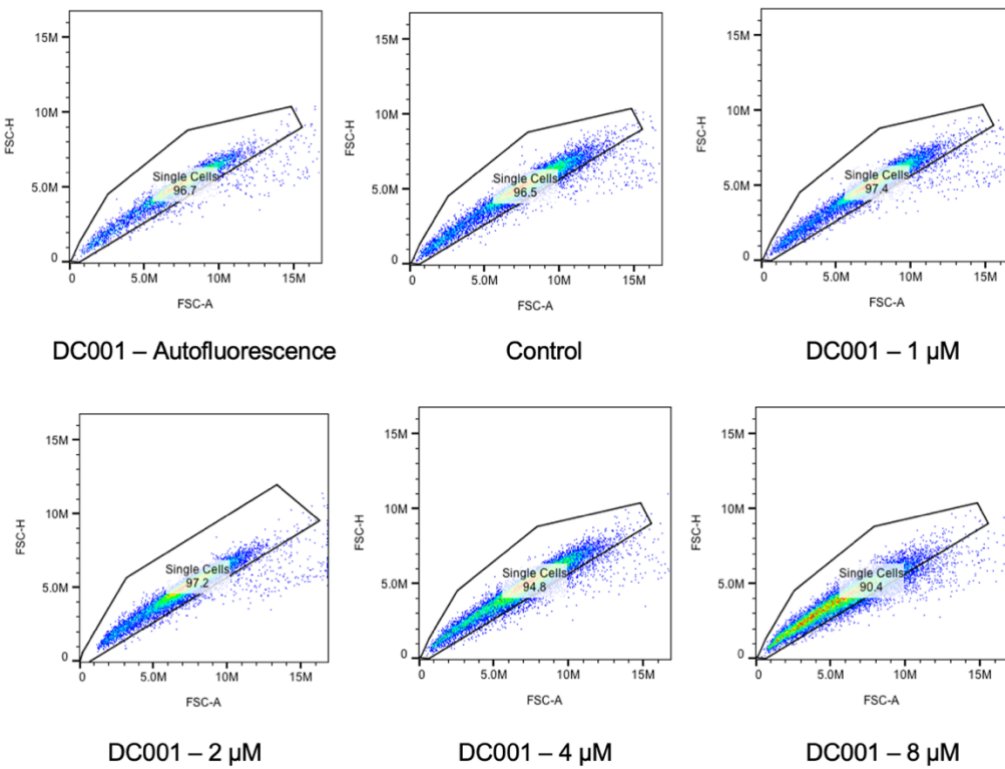 15M
10M
5.0M
0
FSC-H
Single Cells
96.7
0
5.0M
10M
15M
FSC-A
DC001 – Autofluorescence
15M
10M
5.0M
0
FSC-H
Single Cells
96.5
0
5.0M
10M
15M
FSC-A
Control
15M
10M
5.0M
0
FSC-H
Single Cells
97.4
0
5.0M
10M
15M
FSC-A
DC001 – 1 µM
15M
10M
5.0M
0
FSC-H
Single Cells
97.2
0
5.0M
10M
15M
FSC-A
DC001 – 2 µM
15M
10M
5.0M
0
FSC-H
Single Cells
94.8
0
5.0M
10M
15M
FSC-A
DC001 – 4 µM
15M
10M
5.0M
0
FSC-H
Single Cells
90.4
0
5.0M
10M
15M
FSC-A
DC001 – 8 µM